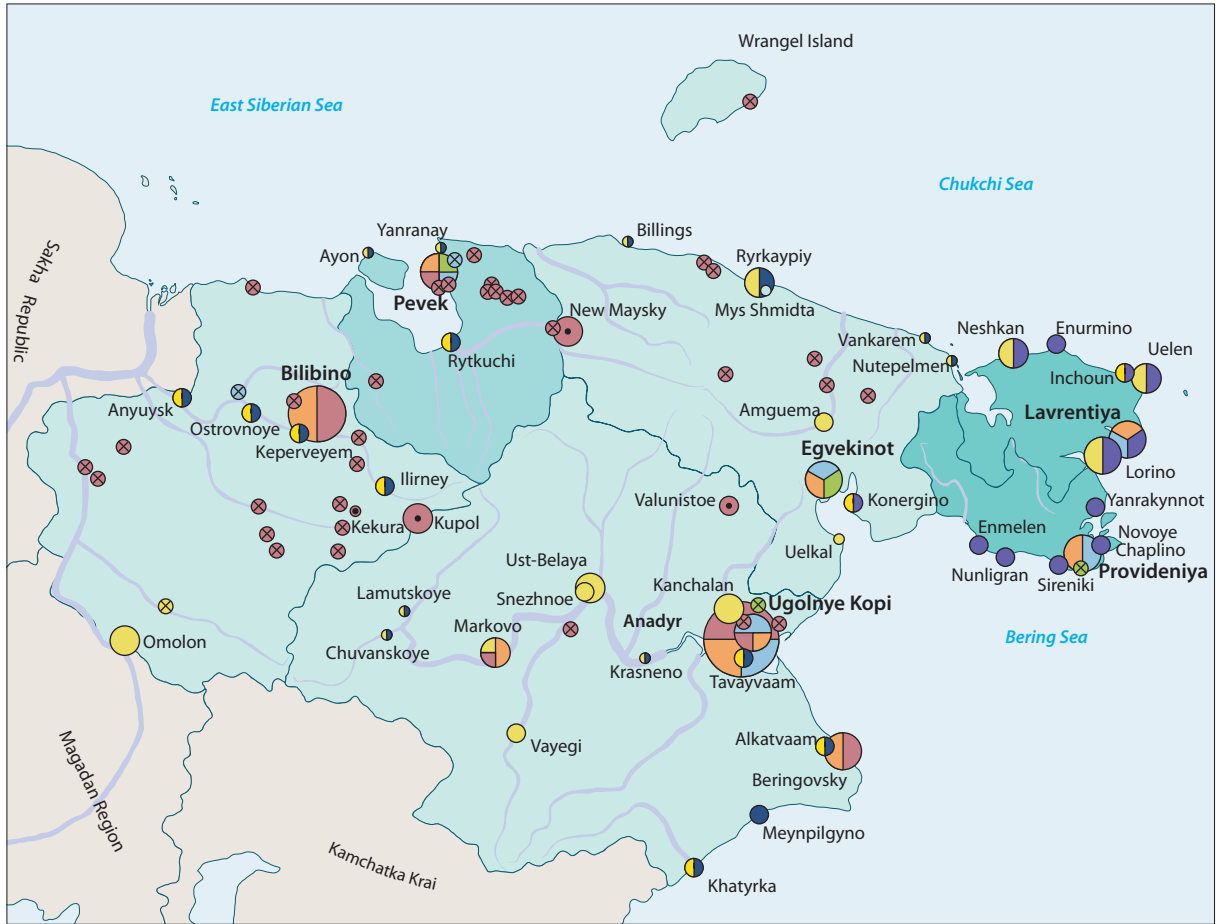 Wrangel Island
East Siberian Sea
Chukchi Sea
Sakha Republic
Yanranay
Ayon
Billings
Ryrkaypiy
Pevek
New Maysky
Mys Shmidta
Vankarem
Neshkan
Enurmino
Rytkuchi
Nutepelmen
Uelen
Inchoun
Bilibino
Anyuysk
Ostrovnoye
Amguema
Lavrentiya
Keperveyem
Egvekinot
Lorino
Ilirney
Valunistoe
Konergino
Yanrakynnot
Kekura
Kupol
Enmelen
Novoye
Chaplino
Uelkal
Ust-Belaya
Nunligran
Sireniki
Provideniya
Kanchalan
Lamutskoye
Snezhnoe
Ugolnye Kopi
Markovo
Anadyr
Bering Sea
Omolon
Chuvanskoye
Krasneno
Tavayvaam
Magadan Region
Vayegi
Alkatvaam
Beringovsky
Meynpilgyno
Kamchatka Krai
Khatyrka